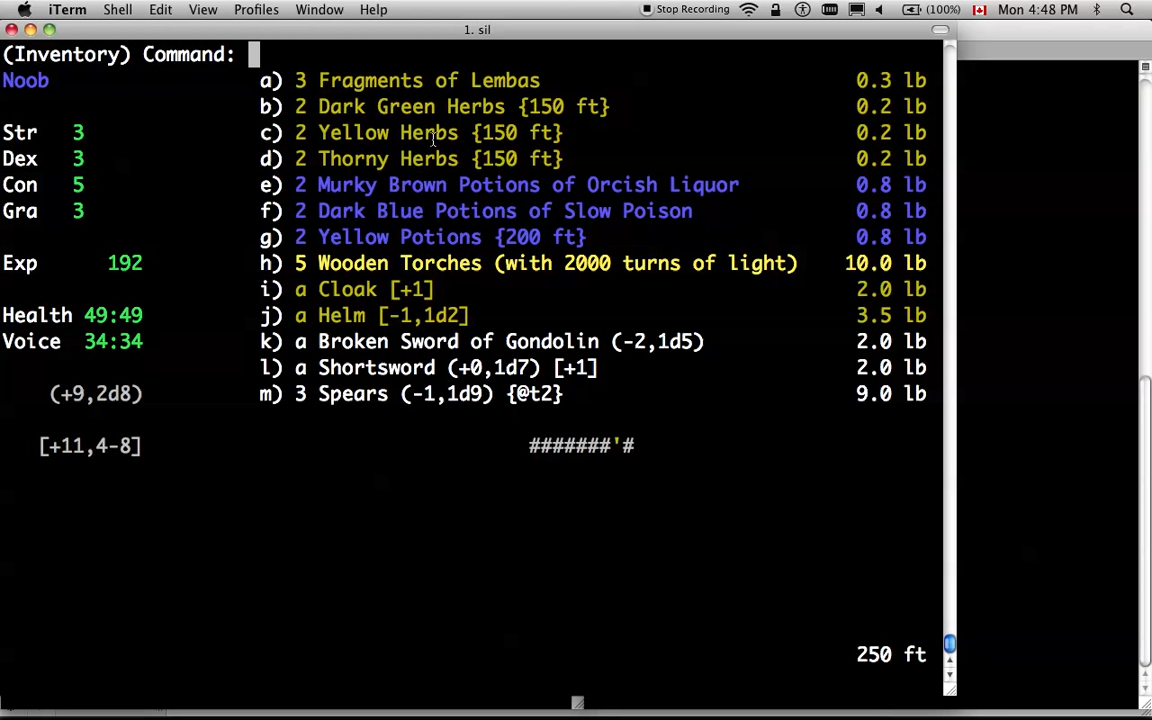 iTerm Shell Edit View Profiles Window Help Stop Recording (100%) Mon 4:48 PM
1. sil
(Inventory) Command:
Noob a) 3 Fragments of Lembas 0.3 lb
b) 2 Dark Green Herbs {150 ft} 0.2 lb
Str 3 c) 2 Yellow Herbs {150 ft} 0.2 lb
Dex 3 d) 2 Thorny Herbs {150 ft} 0.2 lb
Con 5 e) 2 Murky Brown Potions of Orcish Liquor 0.8 lb
Gra 3 f) 2 Dark Blue Potions of Slow Poison 0.8 lb
g) 2 Yellow Potions {200 ft} 0.8 lb
Exp 192 h) 5 Wooden Torches (with 2000 turns of light) 10.0 lb
i) a Cloak [+1] 2.0 lb
Health 49:49 j) a Helm [-1,1d2] 3.5 lb
Voice 34:34 k) a Broken Sword of Gondolin (-2,1d5) 2.0 lb
l) a Shortsword (+0,1d7) [+1] 2.0 lb
(+9,2d8) m) 3 Spears (-1,1d9) {@t2} 9.0 lb
[+11,4-8] #######'#
250 ft